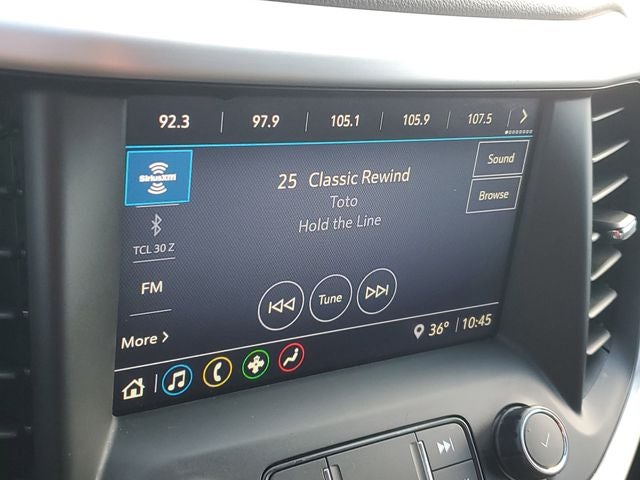 92.3 97.9 105.1 105.9 107.5
SiriusXM
25 Classic Rewind
Toto
Hold the Line
Sound
Browse
TCL 30 Z
FM
More
Tune
36° 10:45